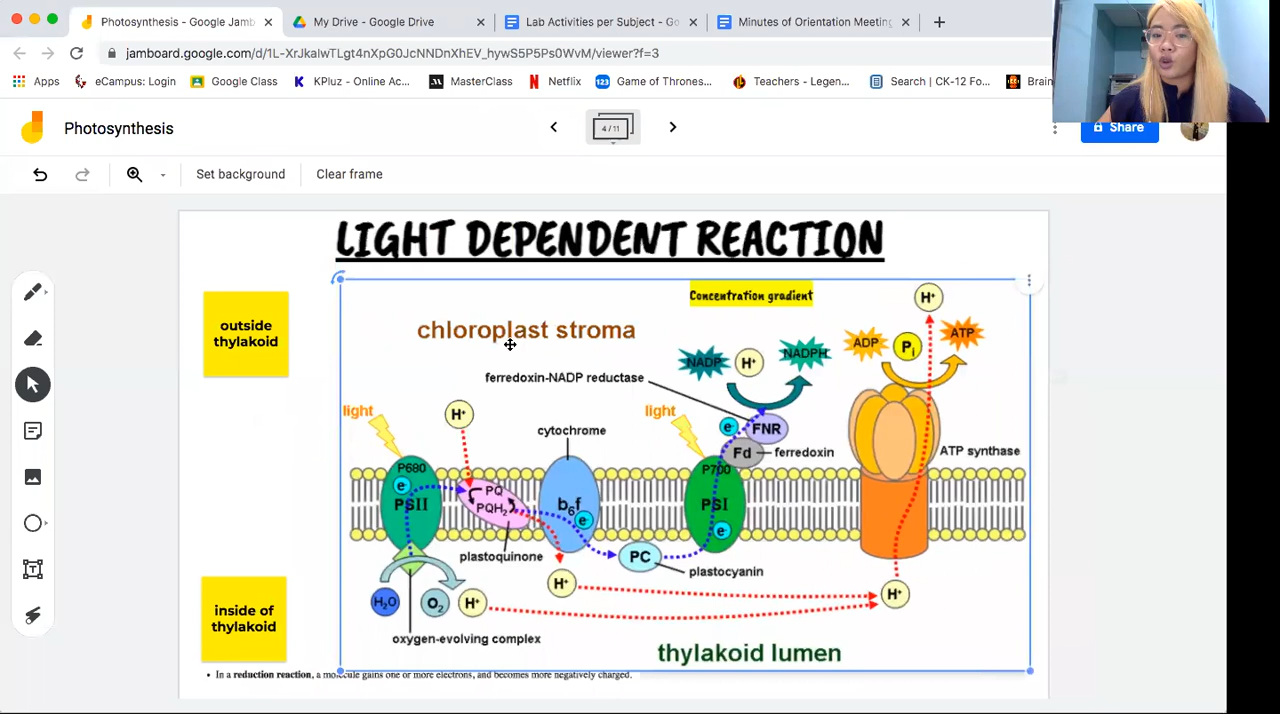 Photosynthesis - Google Jamb
My Drive - Google Drive
Lab Activities per Subject - Go
Minutes of Orientation Meeting
jamboard.google.com/d/1L-XrJkaIwTLgt4nXpG0JcNNDnXhEV_hywS5P5Ps0WvM/viewer?f=3
Apps
eCampus: Login
Google Class
KPluz - Online Ac...
MasterClass
Netflix
123
Game of Thrones...
Teachers - Legen...
Search | CK-12 Fo...
Brain
Photosynthesis
4 / 11
Share
Set background
Clear frame
LIGHT DEPENDENT REACTION
outside
thylakoid
Concentration gradient
H+
chloroplast stroma
NADP
H+
NADPH
ADP
Pi
ATP
ferredoxin-NADP reductase
light
H+
light
e-
FNR
cytochrome
Fd
ferredoxin
ATP synthase
P680
P700
e-
PQ
PSII
PQH2
b6f
PSI
e-
e-
plastoquinone
PC
plastocyanin
H+
H+
H2O
O2
H+
inside of
thylakoid
oxygen-evolving complex
thylakoid lumen
• In a reduction reaction, a molecule gains one or more electrons, and becomes more negatively charged.